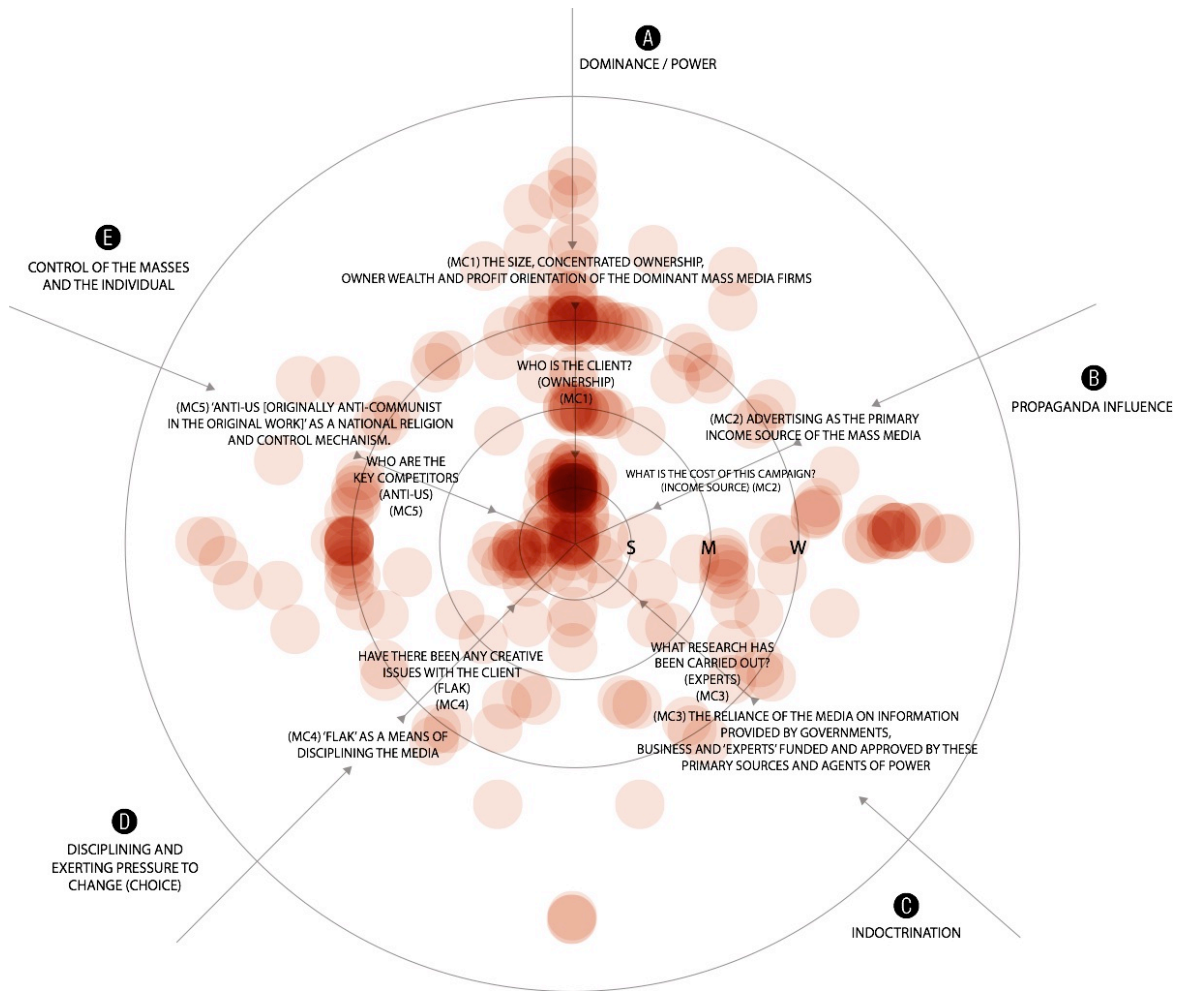 A
DOMINANCE / POWER
E
CONTROL OF THE MASSES
AND THE INDIVIDUAL
(MC1) THE SIZE, CONCENTRATED OWNERSHIP,
OWNER WEALTH AND PROFIT ORIENTATION OF THE DOMINANT MASS MEDIA FIRMS
B
PROPAGANDA INFLUENCE
WHO IS THE CLIENT?
(OWNERSHIP)
(MC1)
(MC5) ‘ANTI-US [ORIGINALLY ANTI-COMMUNIST
IN THE ORIGINAL WORK]’ AS A NATIONAL RELIGION
AND CONTROL MECHANISM.
(MC2) ADVERTISING AS THE PRIMARY
INCOME SOURCE OF THE MASS MEDIA
WHO ARE THE
KEY COMPETITORS
(ANTI-US)
(MC5)
WHAT IS THE COST OF THIS CAMPAIGN?
(INCOME SOURCE) (MC2)
S
M
W
HAVE THERE BEEN ANY CREATIVE
ISSUES WITH THE CLIENT
(FLAK)
(MC4)
WHAT RESEARCH HAS
BEEN CARRIED OUT?
(EXPERTS)
(MC3)
(MC4) ‘FLAK’ AS A MEANS OF
DISCIPLINING THE MEDIA
(MC3) THE RELIANCE OF THE MEDIA ON INFORMATION
PROVIDED BY GOVERNMENTS,
BUSINESS AND ‘EXPERTS’ FUNDED AND APPROVED BY THESE
PRIMARY SOURCES AND AGENTS OF POWER
D
DISCIPLINING AND
EXERTING PRESSURE TO
CHANGE (CHOICE)
C
INDOCTRINATION